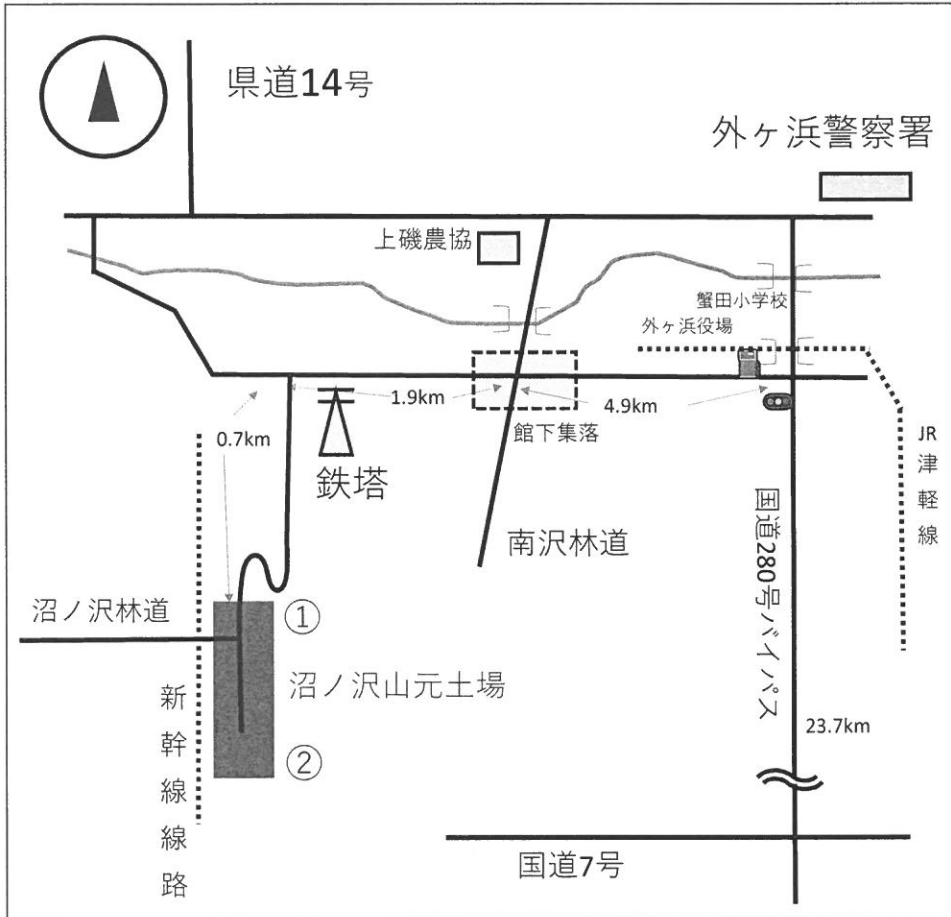 県道14号
外ヶ浜警察署
上磯農協
蟹田小学校
外ヶ浜役場
1.9km
4.9km
0.7km
館下集落
JR津軽線
鉄塔
国道280号バイパス
南沢林道
沼ノ沢林道
①
沼ノ沢山元土場
新幹線線路
23.7km
②
国道7号